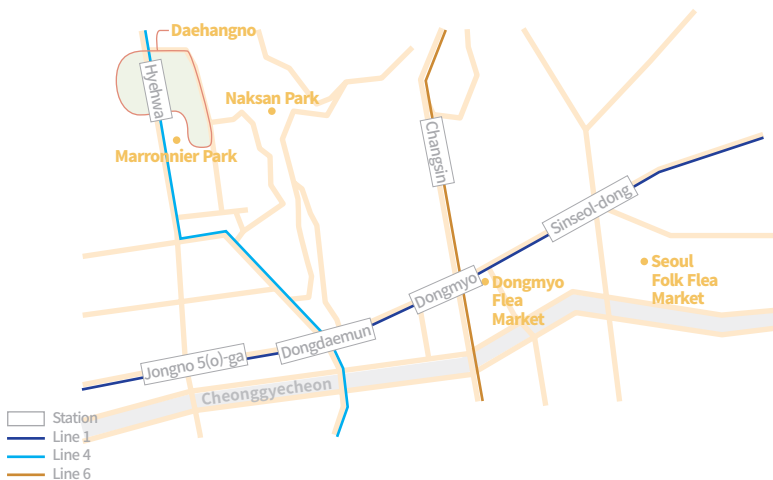 Daehangno
Hyehwa
Naksan Park
Marronnier Park
Changsin
Sinseol-dong
Seoul
Folk Flea
Market
Dongmyo
Dongmyo
Flea
Market
Dongdaemun
Jongno 5(o)-ga
Cheonggyecheon
Station
Line 1
Line 4
Line 6